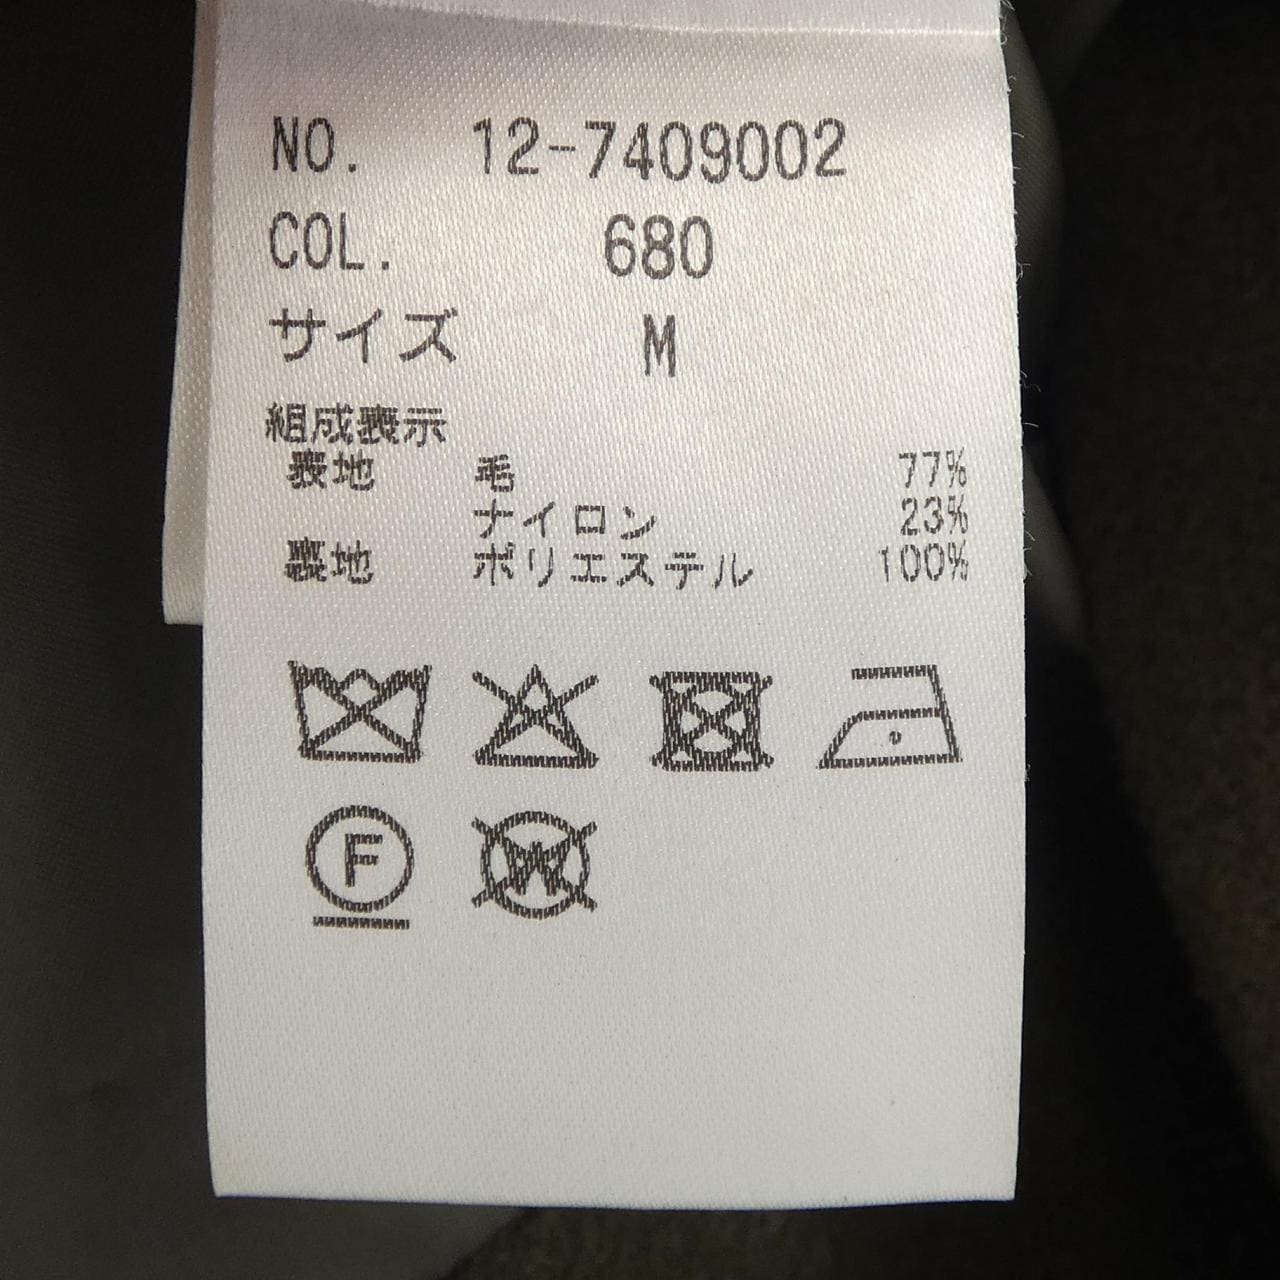 NO. 12-7409002
COL. 680
サイズ M
組成表示
表地 毛 77%
ナイロン 23%
裏地 ポリエステル 100%
F
W